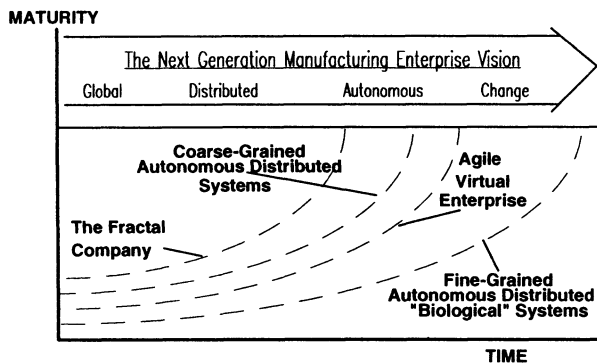 MATURITY
The Next Generation Manufacturing Enterprise Vision
Global Distributed Autonomous Change
Coarse-Grained
Autonomous Distributed
Systems
Agile
Virtual
Enterprise
The Fractal
Company
Fine-Grained
Autonomous Distributed
"Biological" Systems
TIME